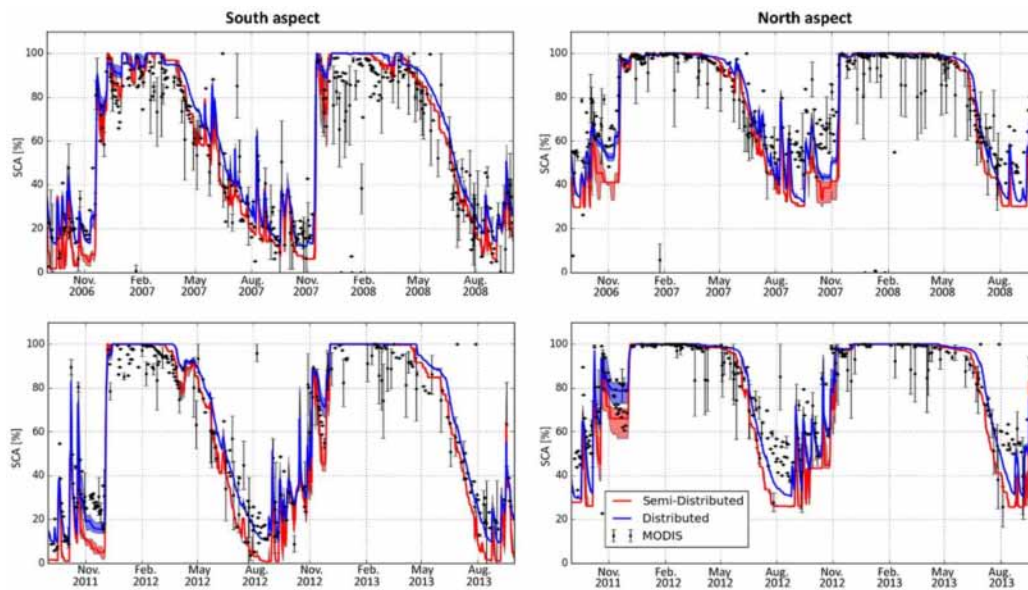 South aspect
North aspect
100
80
60
40
20
0
SCA [%]
Nov. 2006
Feb. 2007
May 2007
Aug. 2007
Nov. 2007
Feb. 2008
May 2008
Aug. 2008
100
80
60
40
20
0
SCA [%]
Nov. 2006
Feb. 2007
May 2007
Aug. 2007
Nov. 2007
Feb. 2008
May 2008
Aug. 2008
100
80
60
40
20
0
SCA [%]
Nov. 2011
Feb. 2012
May 2012
Aug. 2012
Nov. 2012
Feb. 2013
May 2013
Aug. 2013
100
80
60
40
20
0
SCA [%]
Nov. 2011
Feb. 2012
May 2012
Aug. 2012
Nov. 2012
Feb. 2013
May 2013
Aug. 2013
Semi-Distributed
Distributed
MODIS